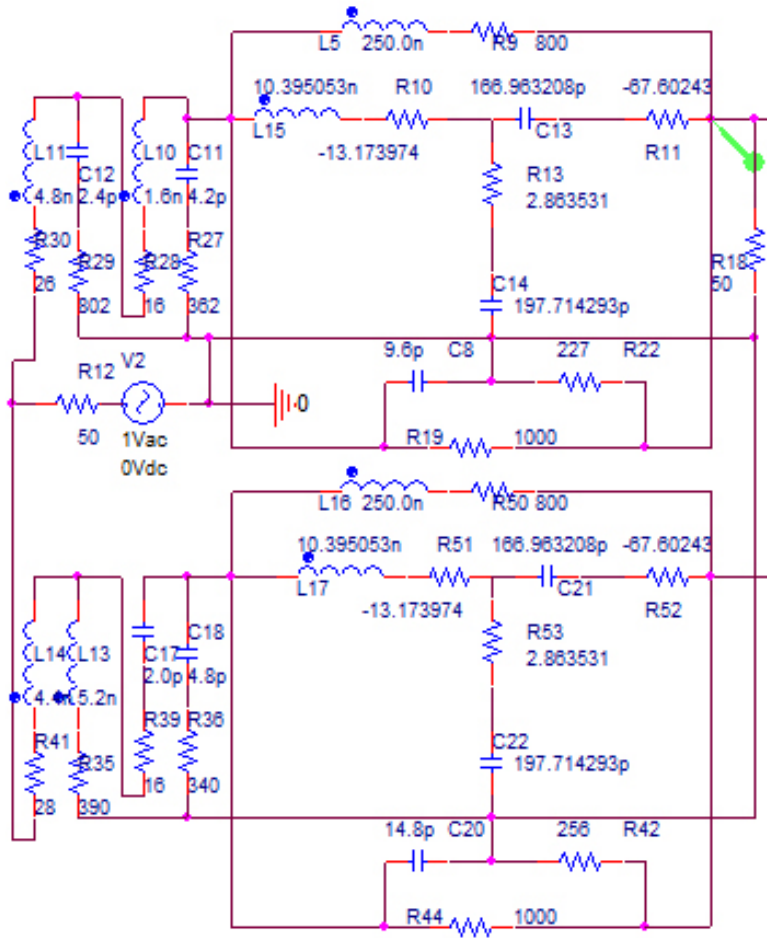 L5 250.0n R9 800
10.395053n R10 166.963208p -67.60243
L15 C13
-13.173974 R11
L11 L10 C11
C12
R13
2.863531
4.8n 2.4p 1.6n 4.2p
R30 R27
R29 R28
R18
50
26 802 16 362
C14
197.714293p
9.6p C8 227 R22
R12 V2
0
50 1Vac
0Vdc
R19 1000
L16 250.0n R50 800
10.395053n R51 166.963208p -67.60243
L17 C21
-13.173974 R52
R53
2.863531
L14 L13 C17 C18
2.0p 4.8p
5.2n
R39 R36
R41 R35
16 340
28 390
C22
197.714293p
14.8p C20 256 R42
R44 1000